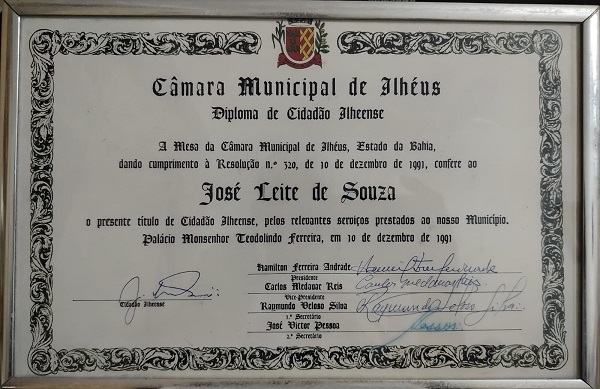 Câmara Municipal de Ilhéus
Diploma de Cidadão Ilheense
A Mesa da Câmara Municipal de Ilhéus, Estado da Bahia,
dando cumprimento à Resolução n.º 320, de 10 de dezembro de 1991, confere ao
José Leite de Souza
o presente título de Cidadão Ilheense, pelos relevantes serviços prestados ao nosso Município.
Palácio Monsenhor Teodolindo Ferreira, em 10 de dezembro de 1991
Hamilton Ferreira Andrade
Presidente
Carlos Medauar Reis
Vice-Presidente
Raymundo Veloso Silva
1.º Secretário
José Victor Pessoa
2.º Secretário
Cidadão Ilheense